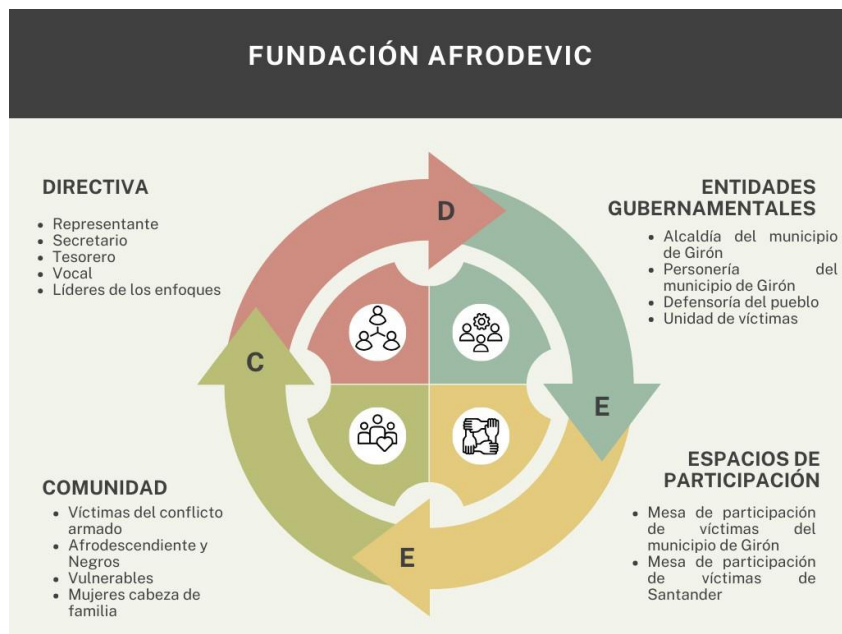 FUNDACIÓN AFRODEVIC
DIRECTIVA
• Representante
• Secretario
• Tesorero
• Vocal
• Líderes de los enfoques
D
ENTIDADES
GUBERNAMENTALES
• Alcaldía del municipio
de Girón
• Personería del
municipio de Girón
• Defensoría del pueblo
• Unidad de víctimas
C
E
COMUNIDAD
• Víctimas del conflicto
armado
• Afrodescendiente y
Negros
• Vulnerables
• Mujeres cabeza de
familia
E
ESPACIOS DE
PARTICIPACIÓN
• Mesa de participación
de víctimas del
municipio de Girón
• Mesa de participación
de víctimas de
Santander